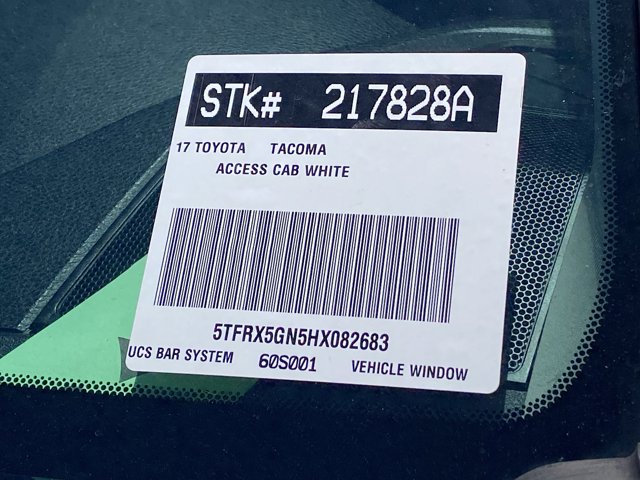 STK# 217828A
17 TOYOTA TACOMA
ACCESS CAB WHITE
5TFRX5GN5HX082683
UCS BAR SYSTEM 60S001 VEHICLE WINDOW